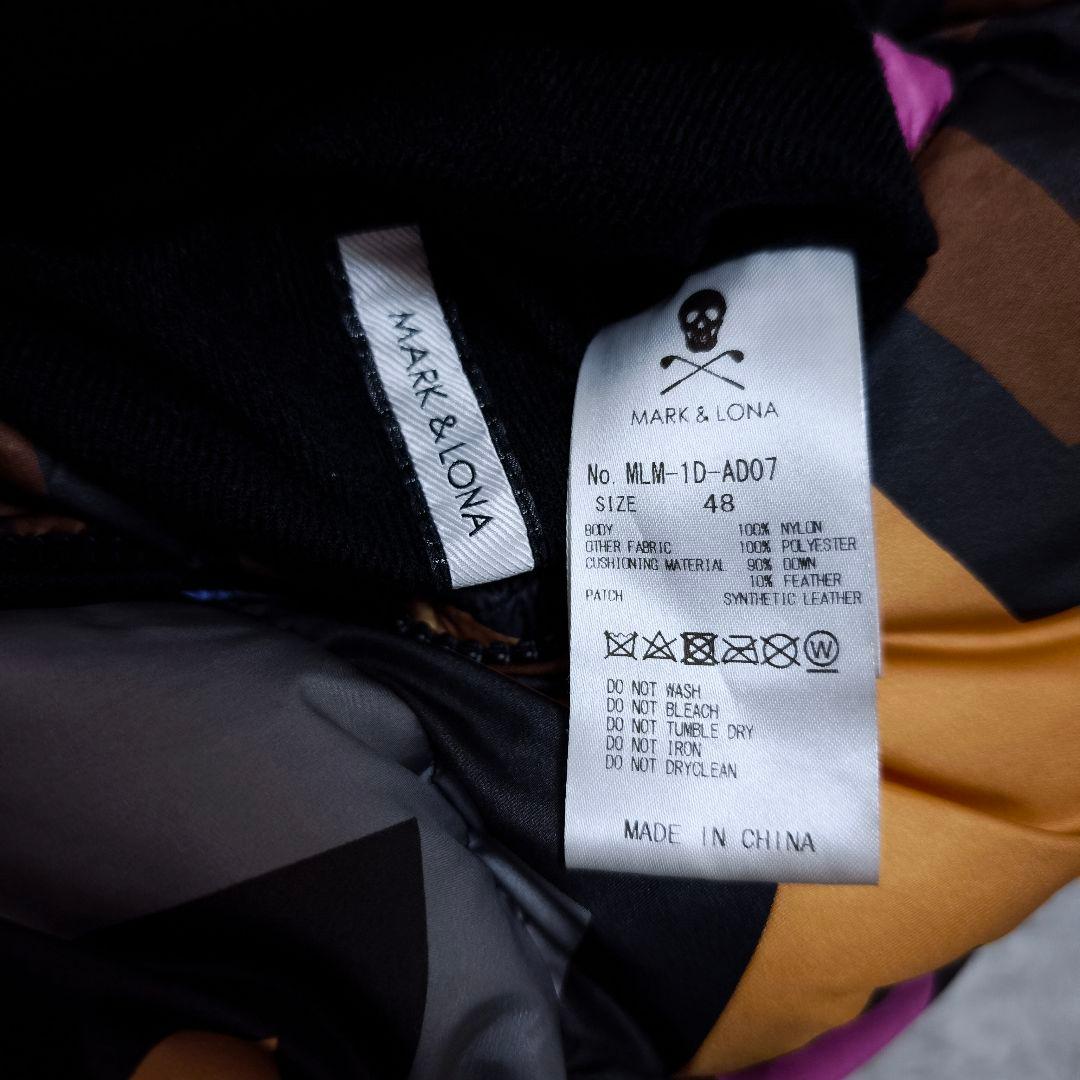 MARK & LONA
MARK & LONA
No. MLM-1D-AD07
SIZE 48
BODY 100% NYLON
OTHER FABRIC 100% POLYESTER
CUSHIONING MATERIAL 90% DOWN
10% FEATHER
PATCH SYNTHETIC LEATHER
W
DO NOT WASH
DO NOT BLEACH
DO NOT TUMBLE DRY
DO NOT IRON
DO NOT DRYCLEAN
MADE IN CHINA